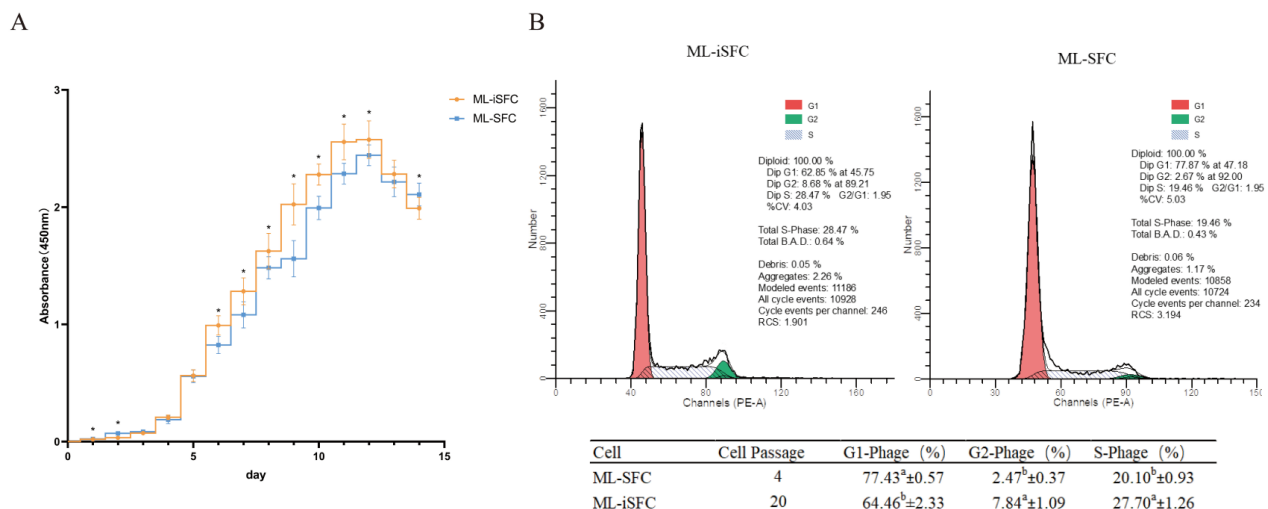 A
B
ML-iSFC
ML-SFC
3
2
1
0
0
5
10
15
Absorbance (450nm)
day
* * * * * * * * * *
ML-iSFC
ML-SFC
ML-iSFC
1600
1200
800
400
0
Number
0 40 80 120 160
Channels (PE-A)
G1
G2
S
Diploid: 100.00 %
Dip G1: 62.85 % at 45.75
Dip G2: 8.68 % at 89.21
Dip S: 28.47 % G2/G1: 1.95
%CV: 4.03
Total S-Phase: 28.47 %
Total B.A.D.: 0.64 %
Debris: 0.05 %
Aggregates: 2.26 %
Modeled events: 11186
All cycle events: 10928
Cycle events per channel: 246
RCS: 1.901
ML-SFC
1600
1200
800
400
0
Number
0 30 60 90 120 150
Channels (PE-A)
G1
G2
S
Diploid: 100.00 %
Dip G1: 77.87 % at 47.18
Dip G2: 2.67 % at 92.00
Dip S: 19.46 % G2/G1: 1.95
%CV: 5.03
Total S-Phase: 19.46 %
Total B.A.D.: 0.43 %
Debris: 0.06 %
Aggregates: 1.17 %
Modeled events: 10858
All cycle events: 10724
Cycle events per channel: 234
RCS: 3.194
Cell Cell Passage G1-Phage (%) G2-Phage (%) S-Phage (%)
ML-SFC 4 77.43ᵃ±0.57 2.47ᵇ±0.37 20.10ᵇ±0.93
ML-iSFC 20 64.46ᵇ±2.33 7.84ᵃ±1.09 27.70ᵃ±1.26